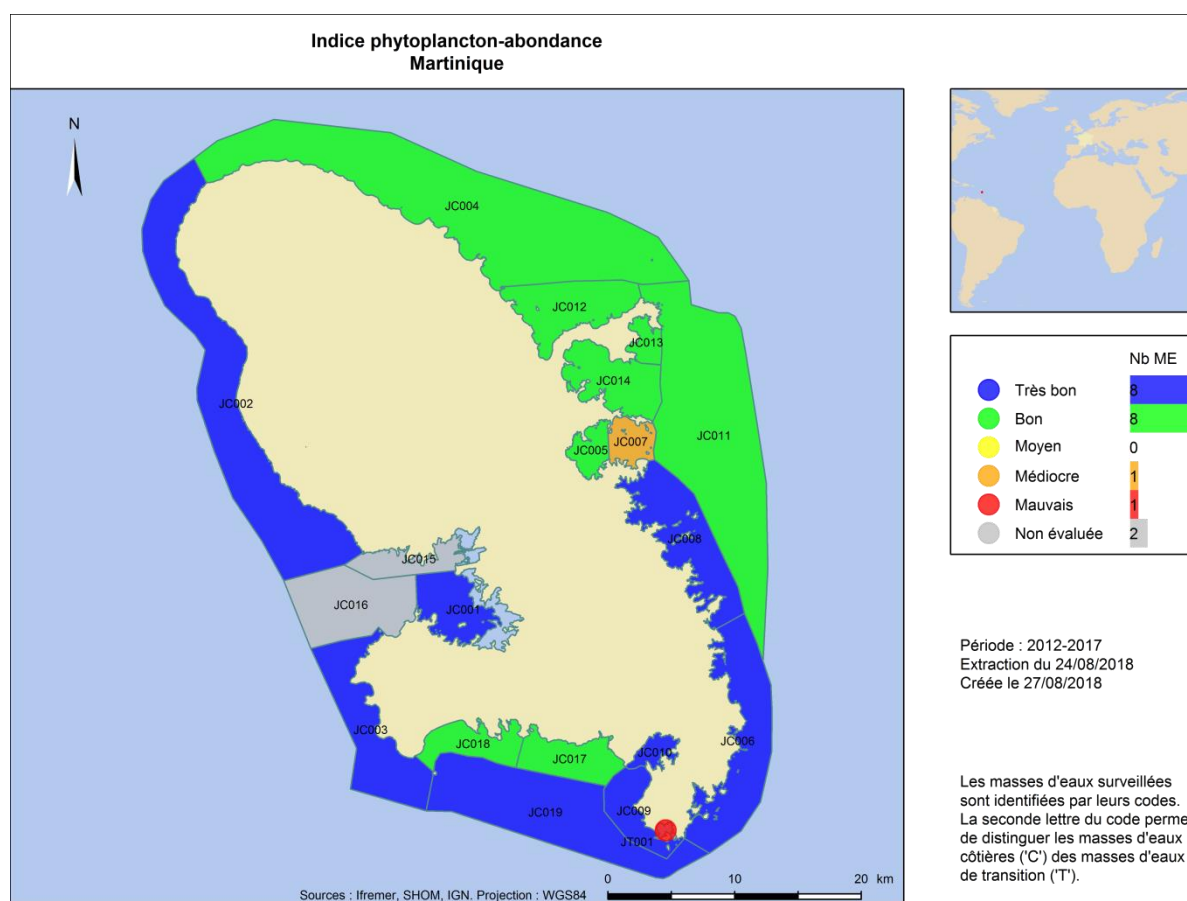 Indice phytoplancton-abondance
Martinique
N
JC004
JC012
JC013
JC014
JC002
JC011
JC005
JC007
JC008
JC015
JC016
JC001
JC003
JC018
JC017
JC010
JC006
JC019
JC009
JT001
Sources : Ifremer, SHOM, IGN. Projection : WGS84
0 10 20 km
Nb ME
Très bon 8
Bon 8
Moyen 0
Médiocre 1
Mauvais 1
Non évaluée 2
Période : 2012-2017
Extraction du 24/08/2018
Créée le 27/08/2018
Les masses d'eaux surveillées
sont identifiées par leurs codes.
La seconde lettre du code perme
de distinguer les masses d'eaux
côtières ('C') des masses d'eaux
de transition ('T').